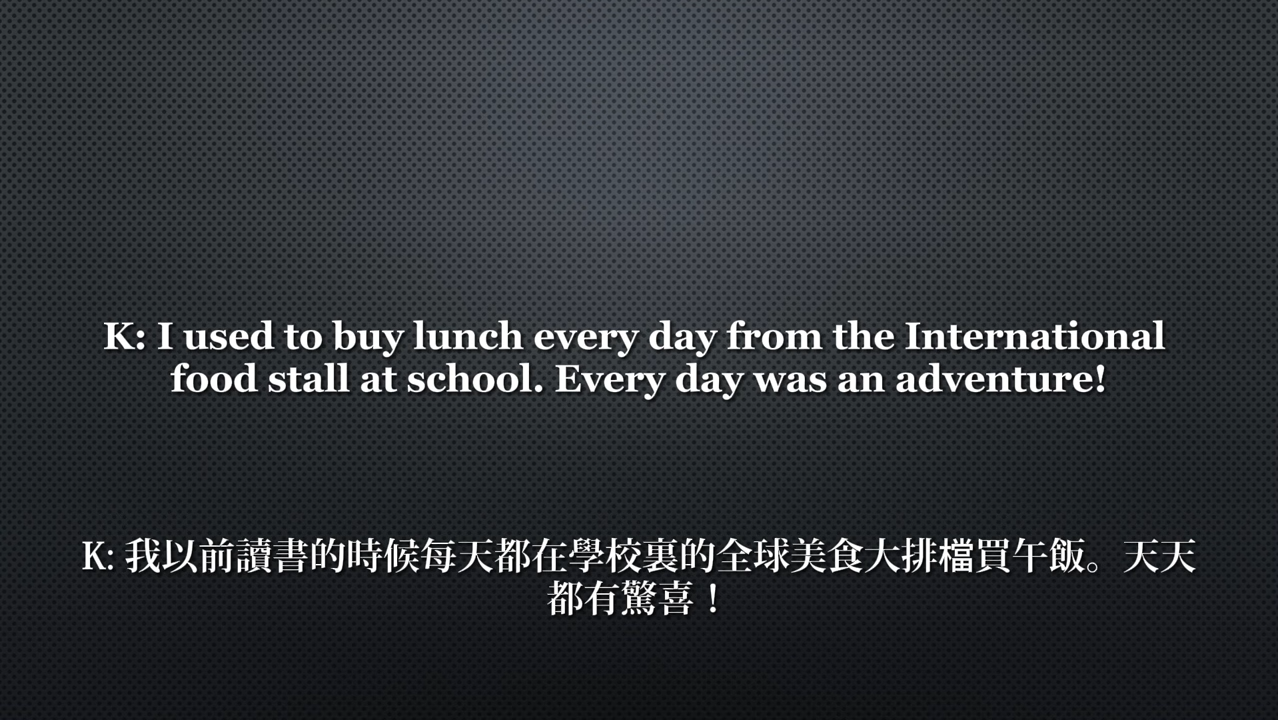 K: I used to buy lunch every day from the International
food stall at school. Every day was an adventure!
K: 我以前讀書的時候每天都在學校裏的全球美食大排檔買午飯。天天
都有驚喜！